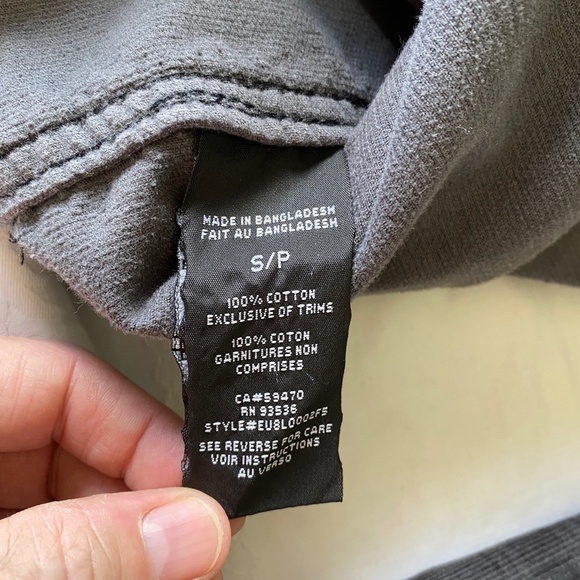 MADE IN BANGLADESH
FAIT AU BANGLADESH
S/P
100% COTTON
EXCLUSIVE OF TRIMS
100% COTON
GARNITURES NON
COMPRISES
CA#59470
RN 93536
STYLE#EU8L0002FS
SEE REVERSE FOR CARE
VOIR INSTRUCTIONS
AU VERSO